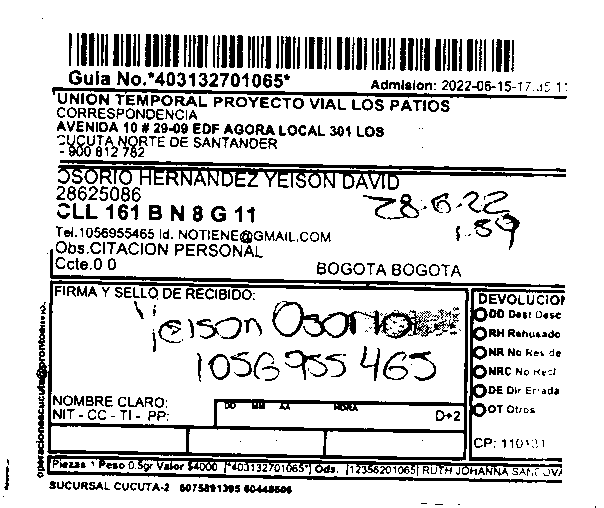 Guia No.*403132701065*
Admision: 2022-06-15-17:
UNION TEMPORAL PROYECTO VIAL LOS PATIOS
CORRESPONDENCIA
AVENIDA 10 # 29-09 EDF AGORA LOCAL 301 LOS
CUCUTA NORTE DE SANTANDER
- 900 812 782
OSORIO HERNANDEZ YEISON DAVID
28625086
CLL 161 B N 8 G 11
28-6-22
1:59
Tel.1056955465 Id. NOTIENE@GMAIL.COM
Obs.CITACION PERSONAL
Ccte.0 0
BOGOTA BOGOTA
FIRMA Y SELLO DE RECIBIDO:
Yeison Osorio
1056955465
NOMBRE CLARO:
NIT - CC - TI - PP:
DD MM AA HORA
D+2
DEVOLUCION
DD Dest Desc
RH Rehusado
NR No Res de
NRC No Recl
DE Dir Errada
OT Otros
CP:
Piezas 1 Peso 0.5gr Valor $4000 [*403132701065*] Ods. [12356201065] RUTH JOHANNA
SUCURSAL CUCUTA-2